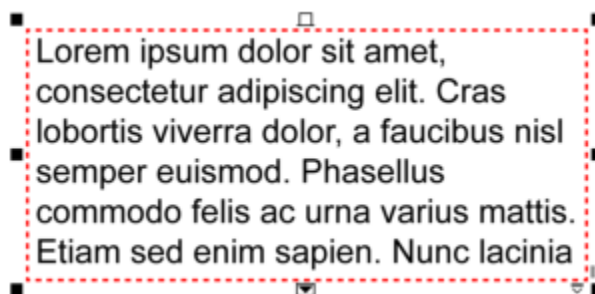 Lorem ipsum dolor sit amet,
consectetur adipiscing elit. Cras
lobortis viverra dolor, a faucibus nisl
semper euismod. Phasellus
commodo felis ac urna varius mattis.
Etiam sed enim sapien. Nunc lacinia